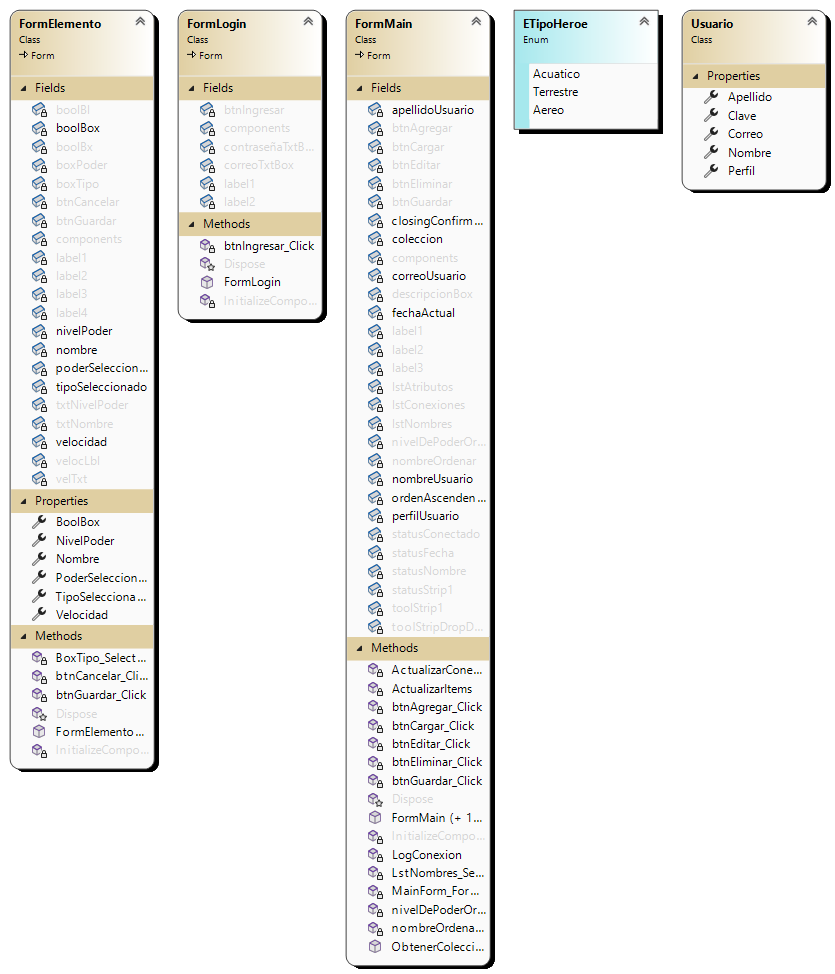 FormElemento
Class
Form
Fields
boolBl
boolBox
boolBx
boxPoder
boxTipo
btnCancelar
btnGuardar
components
label1
label2
label3
label4
nivelPoder
nombre
poderSeleccion...
tipoSeleccionado
txtNivelPoder
txtNombre
velocidad
velocLbl
velTxt
Properties
BoolBox
NivelPoder
Nombre
PoderSeleccion...
TipoSelecciona...
Velocidad
Methods
BoxTipo_Select...
btnCancelar_Cli...
btnGuardar_Click
Dispose
FormElemento...
InitializeCompo...
FormLogin
Class
Form
Fields
btnIngresar
components
contraseñaTxtB...
correoTxtBox
label1
label2
Methods
btnIngresar_Click
Dispose
FormLogin
InitializeCompo...
FormMain
Class
Form
Fields
apellidoUsuario
btnAgregar
btnCargar
btnEditar
btnEliminar
btnGuardar
closingConfirm...
coleccion
components
correoUsuario
descripcionBox
fechaActual
label1
label2
label3
lstAtributos
lstConexiones
lstNombres
nivelDePoderOr...
nombreOrdenar
nombreUsuario
ordenAscenden...
perfilUsuario
statusConectado
statusFecha
statusNombre
statusStrip1
toolStrip1
toolStripDropD...
Methods
ActualizarCone...
ActualizarItems
btnAgregar_Click
btnCargar_Click
btnEditar_Click
btnEliminar_Click
btnGuardar_Click
Dispose
FormMain (+ 1...
InitializeCompo...
LogConexion
LstNombres_Se...
MainForm_For...
nivelDePoderOr...
nombreOrdena...
ObtenerColecci...
ETipoHeroe
Enum
Acuatico
Terrestre
Aereo
Usuario
Class
Properties
Apellido
Clave
Correo
Nombre
Perfil